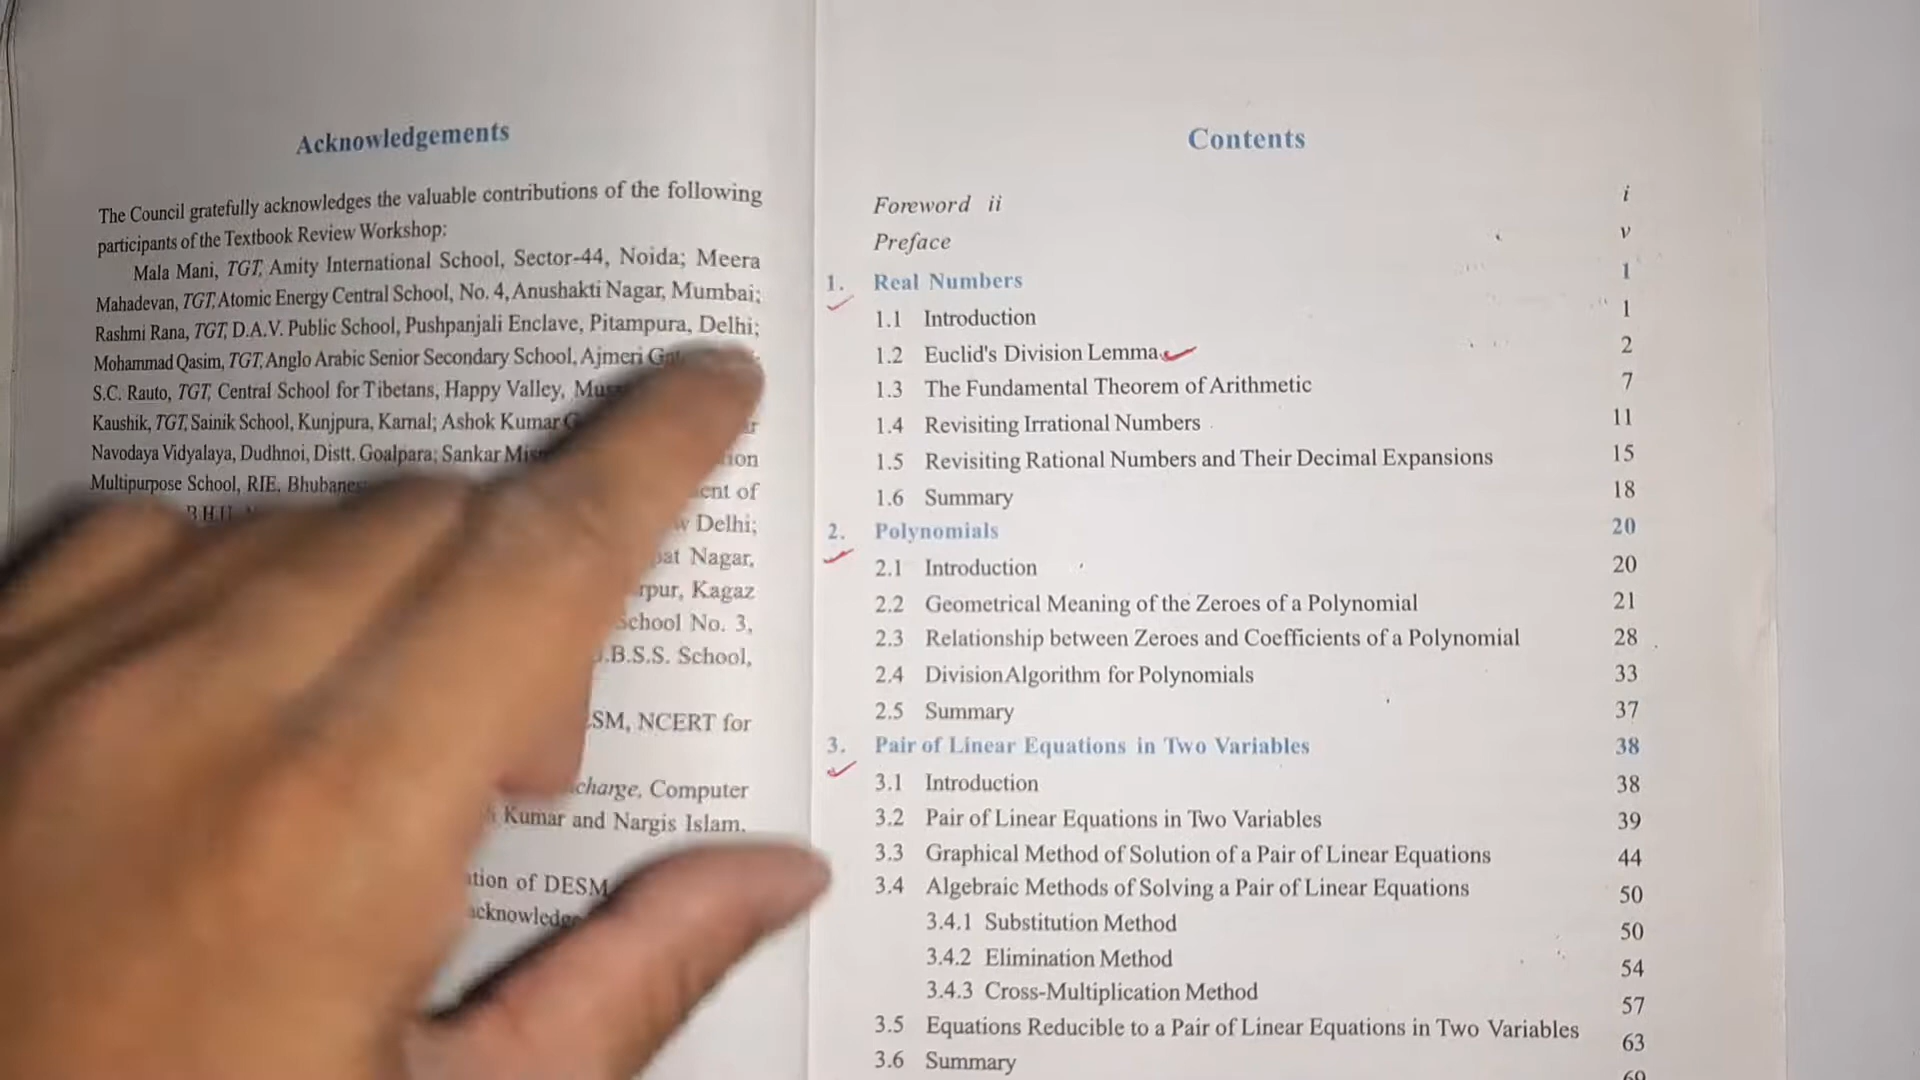 Acknowledgements
The Council gratefully acknowledges the valuable contributions of the following
participants of the Textbook Review Workshop:
Mala Mani, TGT, Amity International School, Sector-44, Noida; Meera
Mahadevan, TGT, Atomic Energy Central School, No. 4, Anushakti Nagar, Mumbai;
Rashmi Rana, TGT, D.A.V. Public School, Pushpanjali Enclave, Pitampura, Delhi;
Mohammad Qasim, TGT, Anglo Arabic Senior Secondary School, Ajmeri
S.C. Rauto, TGT, Central School for Tibetans, Happy Valley,
Kaushik, TGT, Sainik School, Kunjpura, Karnal; Ashok Kumar
Navodaya Vidyalaya, Dudhnoi, Distt. Goalpara; Sankar
Multipurpose School, RIE, 
B.H.U.
of
Delhi;
Nagar,
Kagaz
School No. 3,
.B.S.S. School,
NCERT for
Computer
Kumar and Nargis Islam.
of DESM
Contents
Foreword ii i
Preface v
1. Real Numbers 1
1.1 Introduction 1
1.2 Euclid's Division Lemma 2
1.3 The Fundamental Theorem of Arithmetic 7
1.4 Revisiting Irrational Numbers 11
1.5 Revisiting Rational Numbers and Their Decimal Expansions 15
1.6 Summary 18
2. Polynomials 20
2.1 Introduction 20
2.2 Geometrical Meaning of the Zeroes of a Polynomial 21
2.3 Relationship between Zeroes and Coefficients of a Polynomial 28
2.4 Division Algorithm for Polynomials 33
2.5 Summary 37
3. Pair of Linear Equations in Two Variables 38
3.1 Introduction 38
3.2 Pair of Linear Equations in Two Variables 39
3.3 Graphical Method of Solution of a Pair of Linear Equations 44
3.4 Algebraic Methods of Solving a Pair of Linear Equations 50
3.4.1 Substitution Method 50
3.4.2 Elimination Method 54
3.4.3 Cross-Multiplication Method 57
3.5 Equations Reducible to a Pair of Linear Equations in Two Variables 63
3.6 Summary